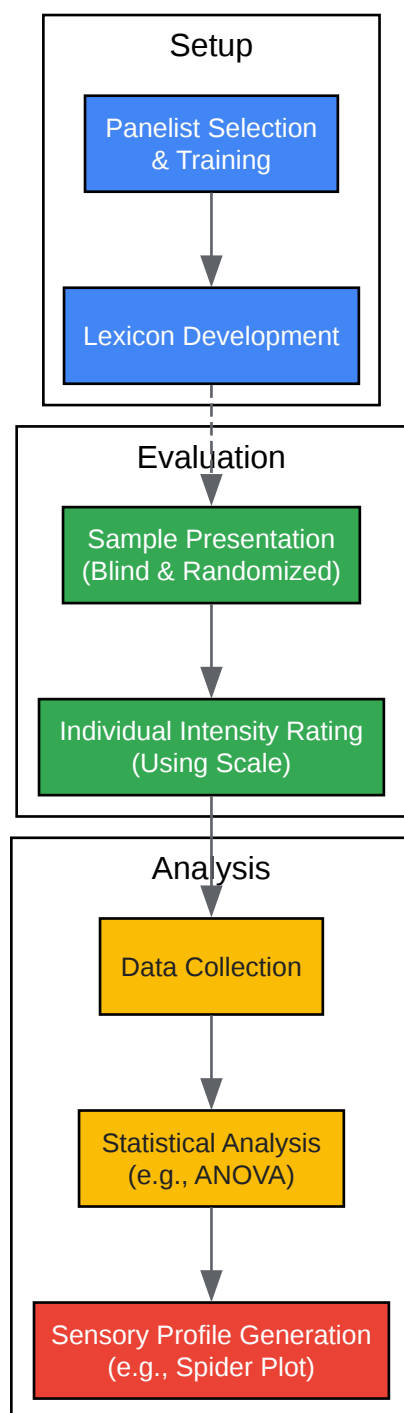 Setup
Panelist Selection
& Training
Lexicon Development
Evaluation
Sample Presentation
(Blind & Randomized)
Individual Intensity Rating
(Using Scale)
Analysis
Data Collection
Statistical Analysis
(e.g., ANOVA)
Sensory Profile Generation
(e.g., Spider Plot)